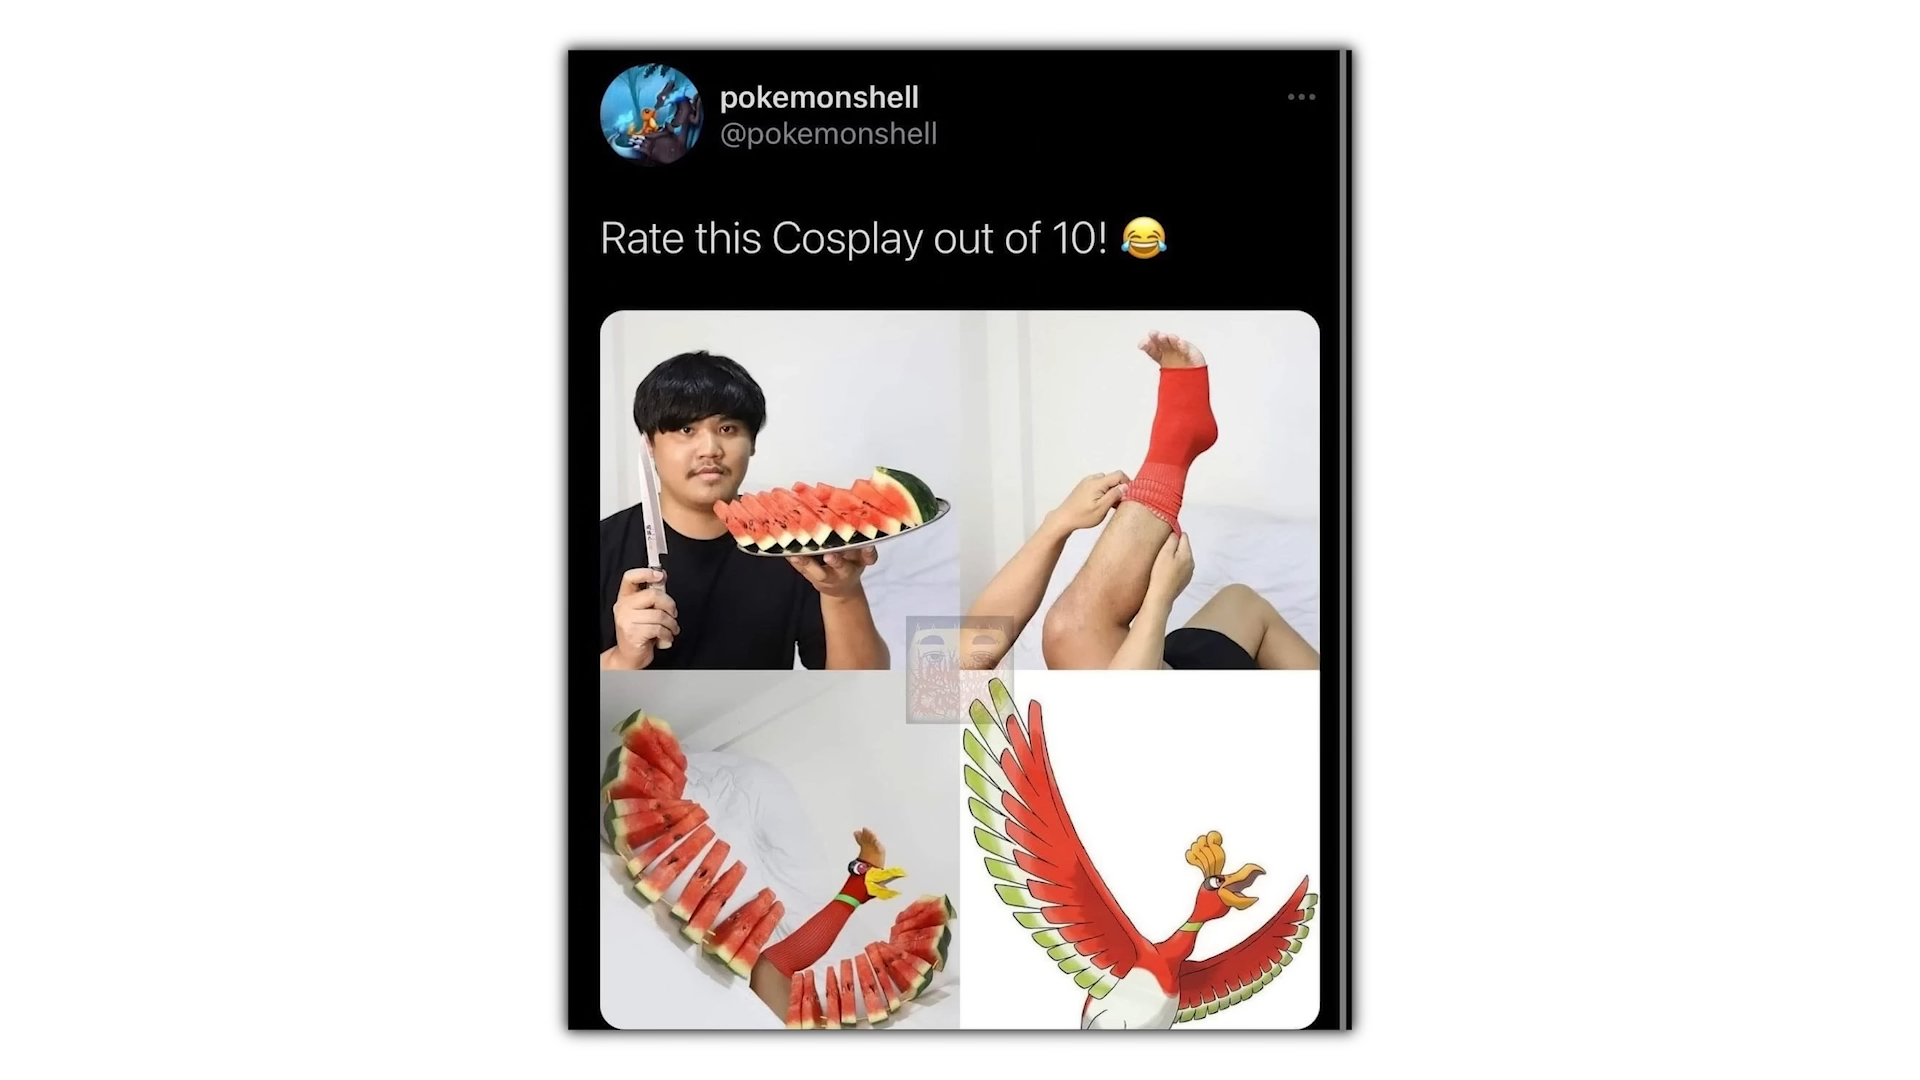 pokemonshell
@pokemonshell
Rate this Cosplay out of 10! 😂